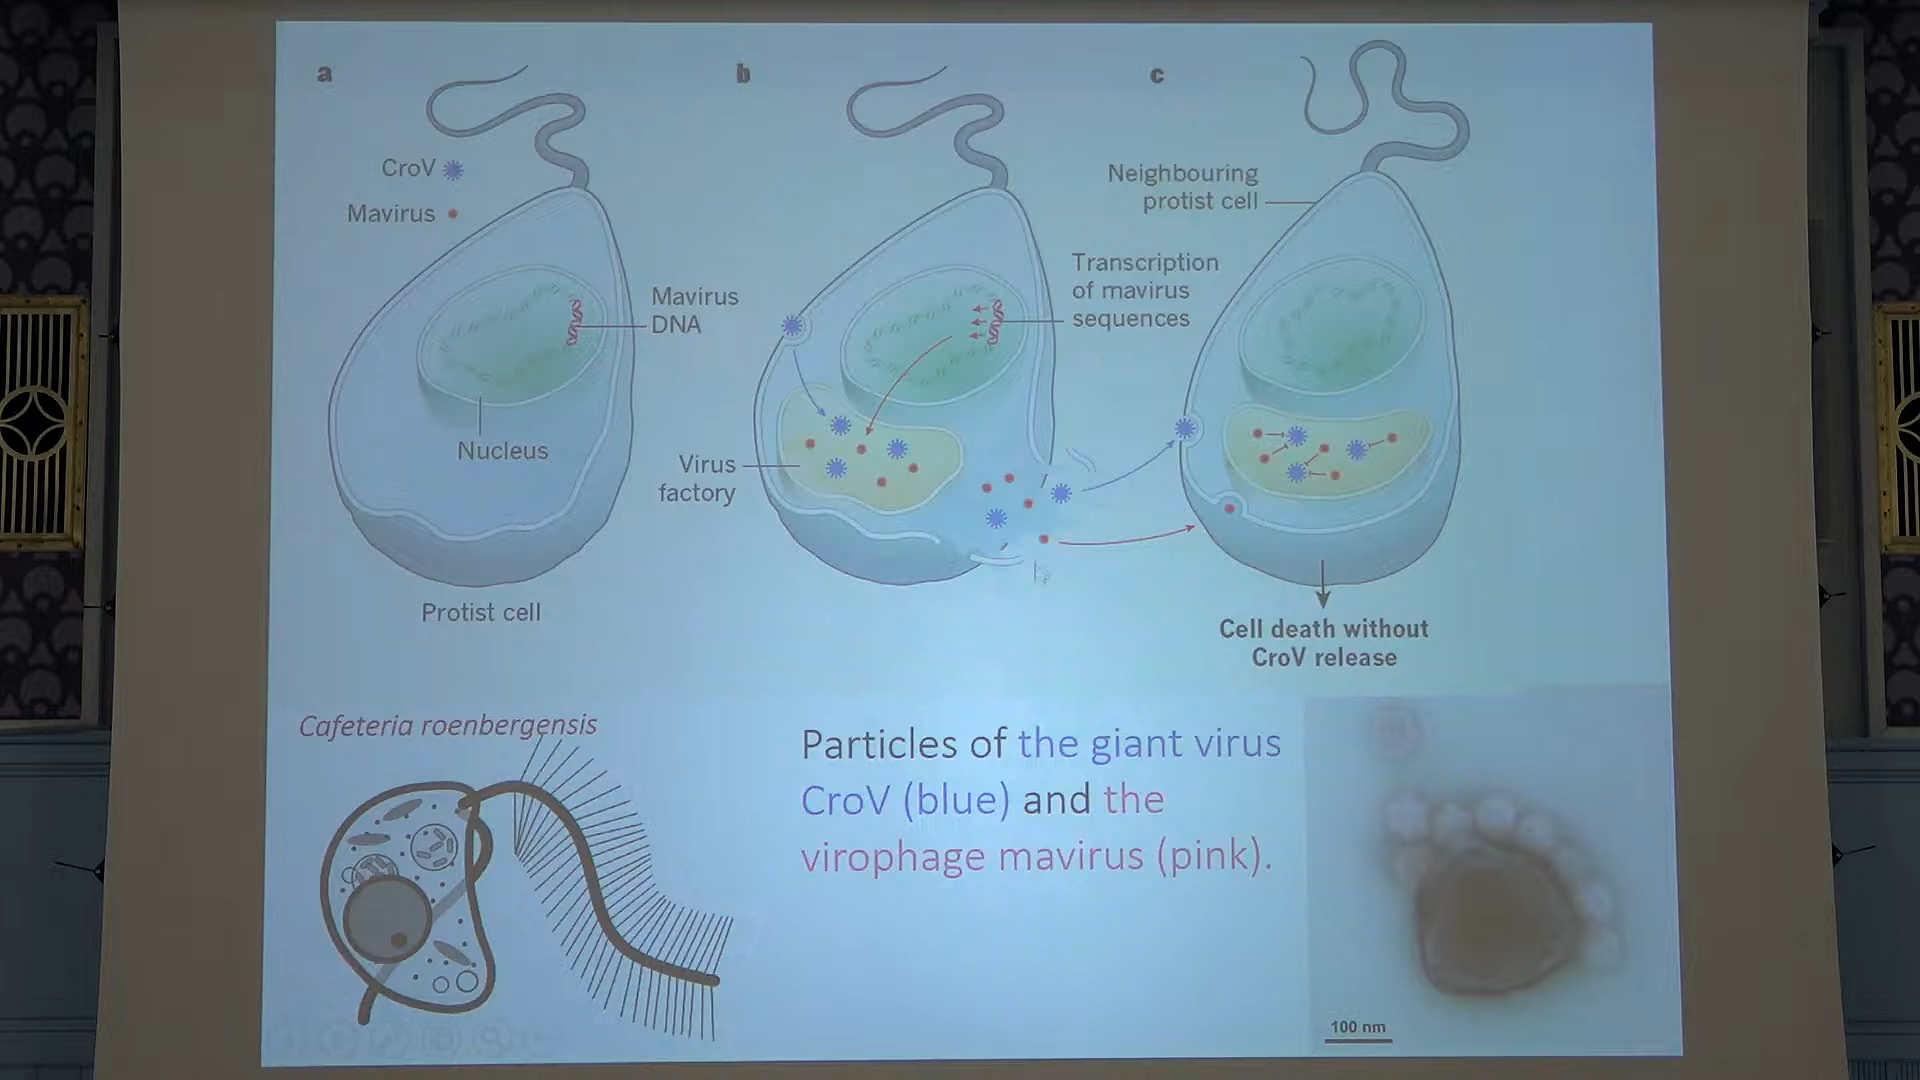 a
CroV
Mavirus
Mavirus
DNA
Nucleus
Protist cell
b
Transcription
of mavirus
sequences
Virus
factory
c
Neighbouring
protist cell
Cell death without
CroV release
Cafeteria roenbergensis
Particles of the giant virus
CroV (blue) and the
virophage mavirus (pink).
100 nm